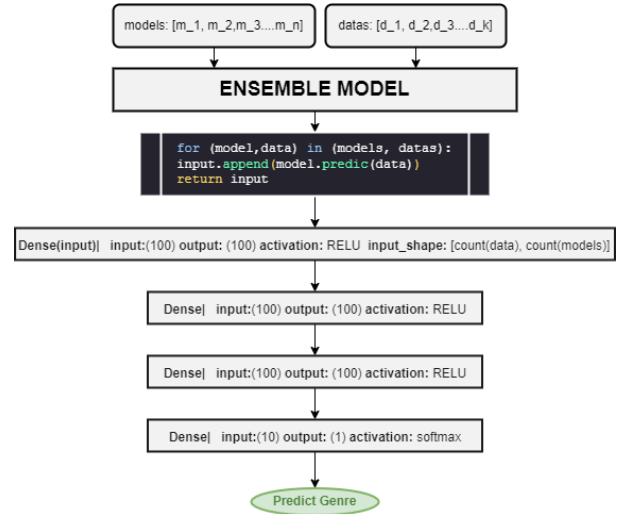 models: [m_1, m_2,m_3....m_n]
datas: [d_1, d_2,d_3....d_k]
ENSEMBLE MODEL
for (model,data) in (models, datas):
input.append(model.predic(data))
return input
Dense(input)| input:(100) output: (100) activation: RELU input_shape: [count(data), count(models)]
Dense| input:(100) output: (100) activation: RELU
Dense| input:(100) output: (100) activation: RELU
Dense| input:(10) output: (1) activation: softmax
Predict Genre